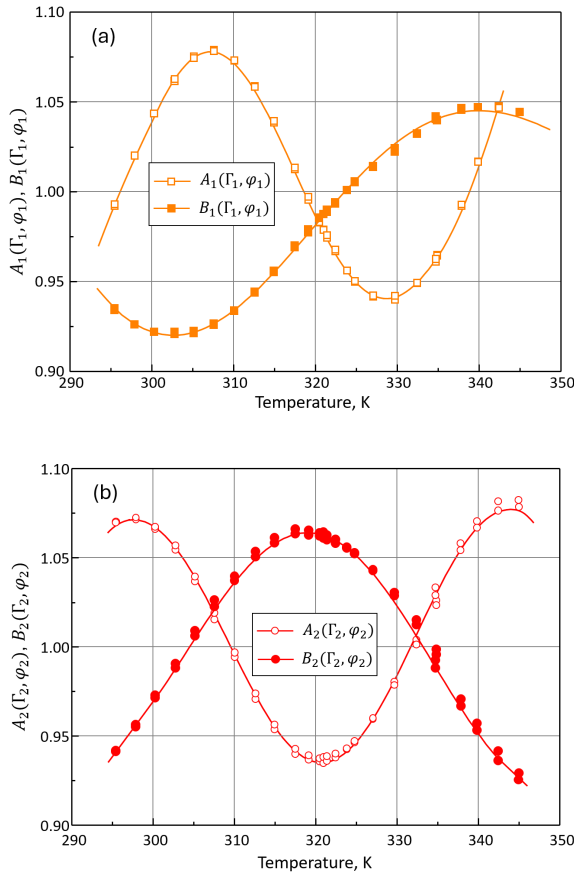 (a)
1.10
1.05
1.00
0.95
0.90
A₁(Γ₁, φ₁), B₁(Γ₁, φ₁)
A₁(Γ₁, φ₁)
B₁(Γ₁, φ₁)
290 300 310 320 330 340 350
Temperature, K
(b)
1.10
1.05
1.00
0.95
0.90
A₂(Γ₂, φ₂), B₂(Γ₂, φ₂)
A₂(Γ₂, φ₂)
B₂(Γ₂, φ₂)
290 300 310 320 330 340 350
Temperature, K